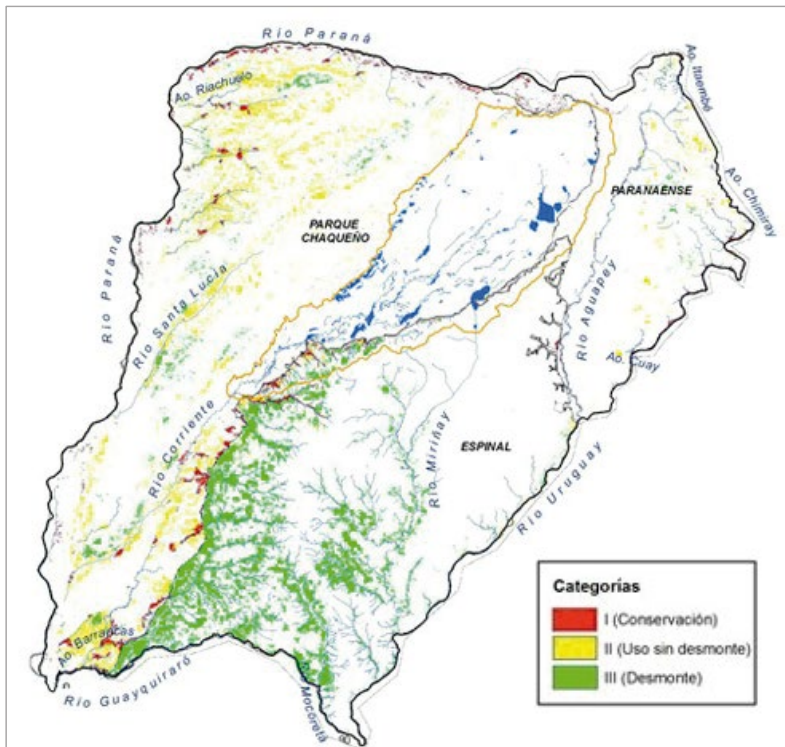 Río Paraná
Ao. Riachuelo
Ao. Itaembé
PARANAENSE
Ao. Chimiray
PARQUE
CHAQUEÑO
Río Paraná
Río Santa Lucía
Río Aguapey
Ao. Cuay
Río Corriente
Río Miriñay
ESPINAL
Río Uruguay
Ao. Barrancas
Río Guayquiraró
Mocoretá
Categorías
I (Conservación)
II (Uso sin desmonte)
III (Desmonte)